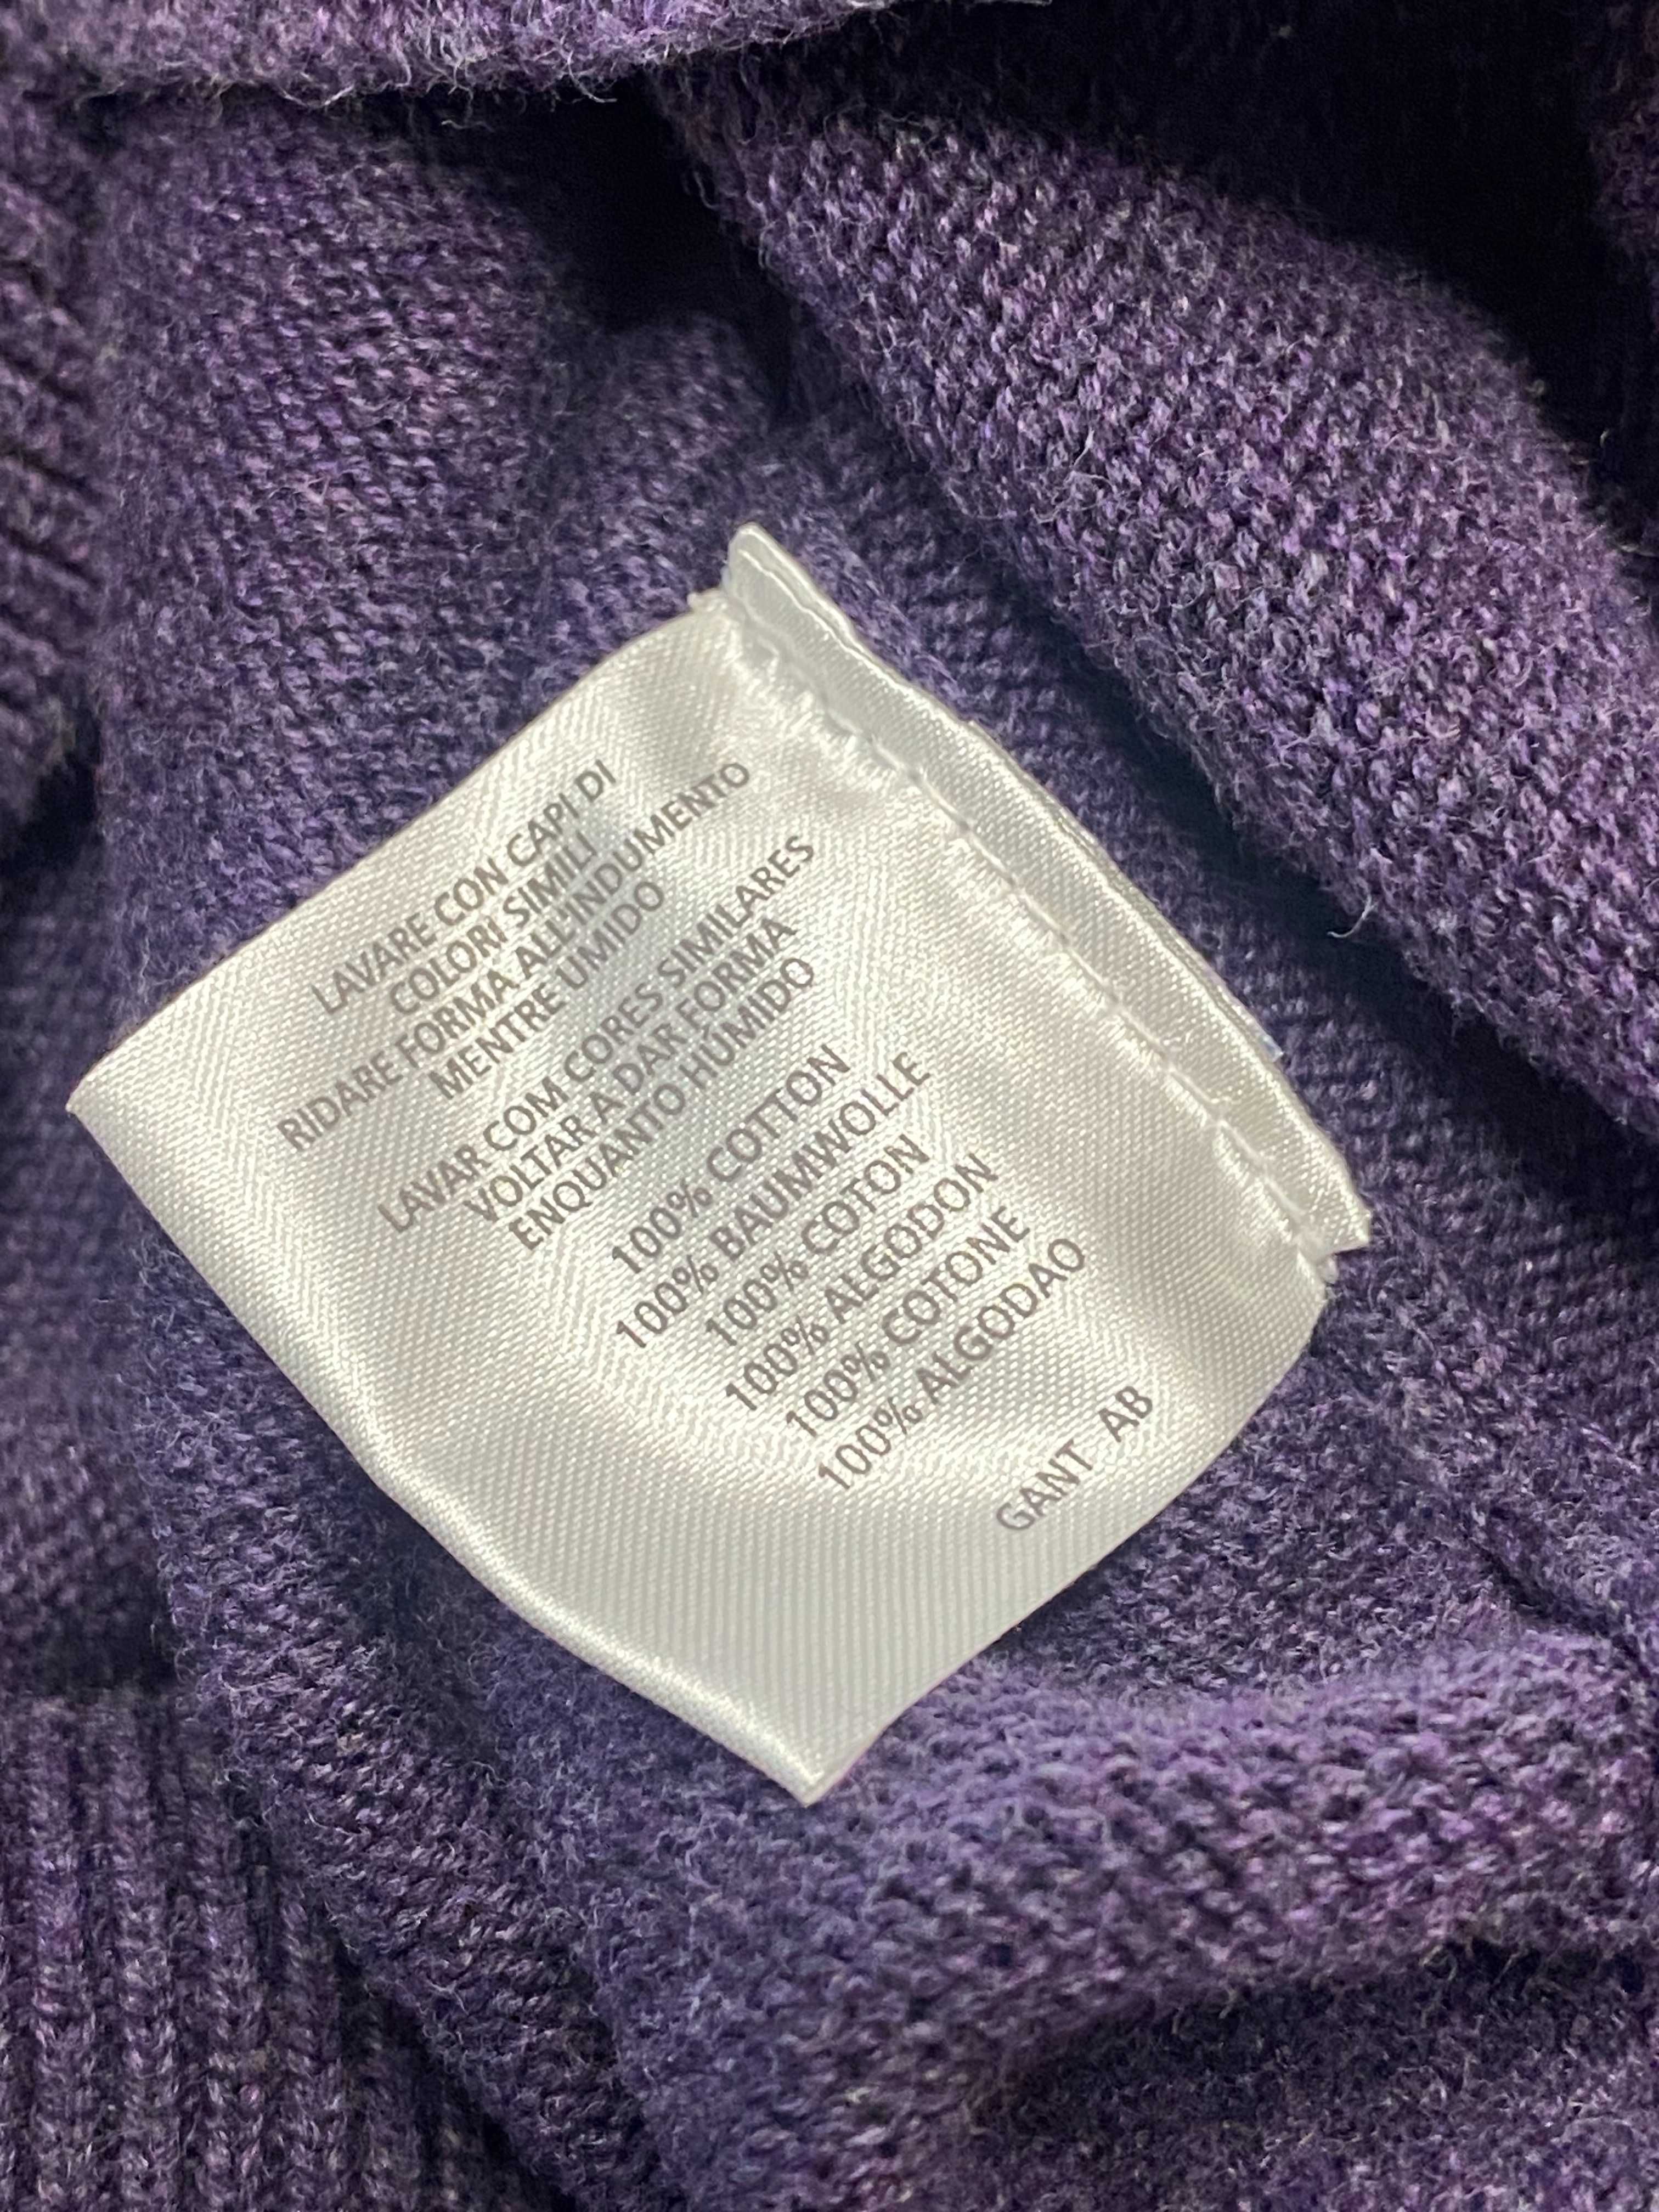 LAVARE CON CAPI DI
COLORI SIMILI
RIDARE FORMA ALL'INDUMENTO
MENTRE UMIDO
LAVAR COM CORES SIMILARES
VOLTAR A DAR FORMA
ENQUANTO HÚMIDO
100% COTTON
100% BAUMWOLLE
100% COTON
100% ALGODON
100% COTONE
100% ALGODAO
GANT AB